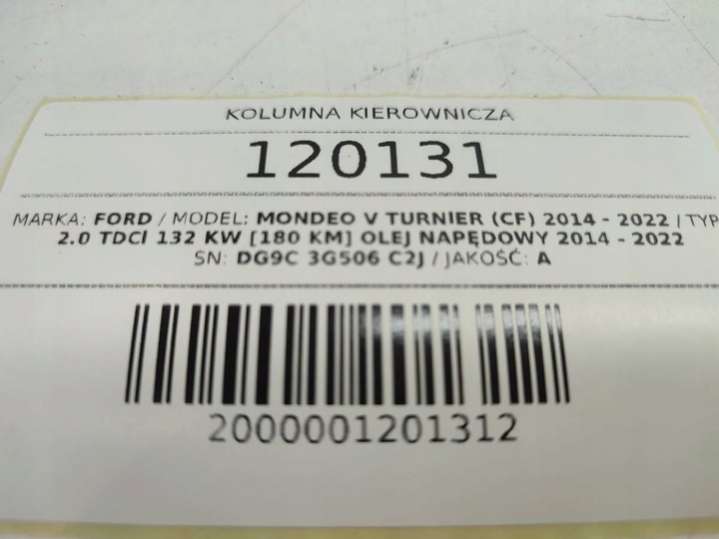 KOLUMNA KIEROWNICZA
120131
MARKA: FORD / MODEL: MONDEO V TURNIER (CF) 2014 - 2022 / TYP
2.0 TDCI 132 KW [180 KM] OLEJ NAPĘDOWY 2014 - 2022
SN: DG9C 3G506 C2J / JAKOŚĆ: A
2000001201312